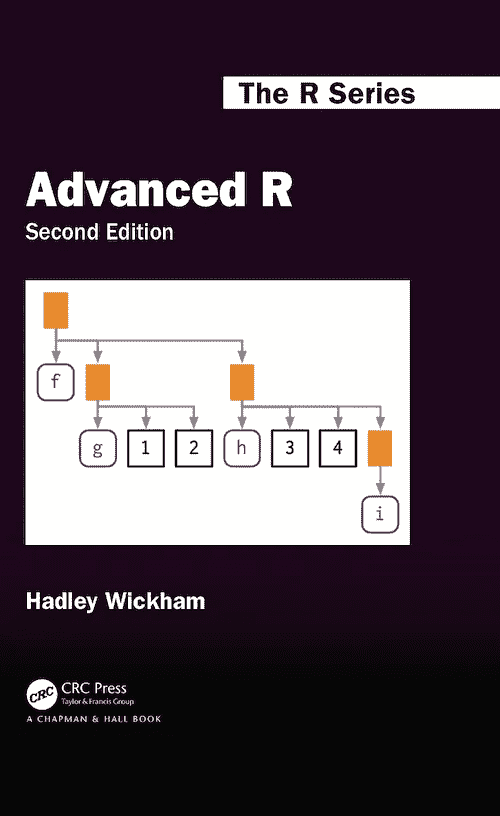 The R Series
Advanced R
Second Edition
f
g 1 2 h 3 4
i
Hadley Wickham
CRC CRC Press
Taylor & Francis Group
A CHAPMAN & HALL BOOK